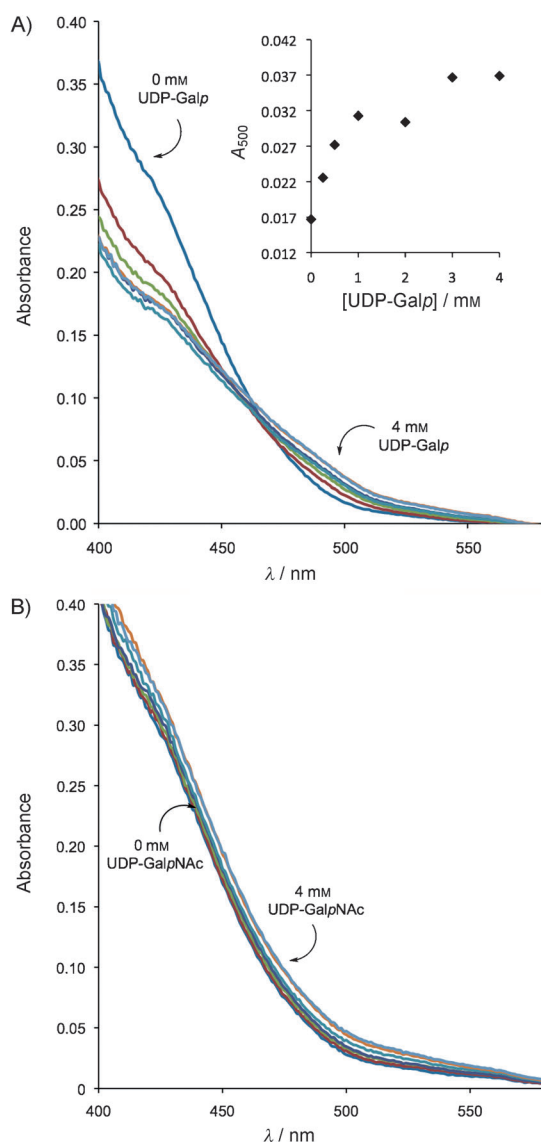 A)
0.40
0.35
0.30
0.25
0.20
0.15
0.10
0.05
0.00
Absorbance
400
450
500
550
λ / nm
0 mM
UDP-Galp
4 mM
UDP-Galp
0.042
0.037
0.032
0.027
0.022
0.017
0.012
A500
0
1
2
3
4
[UDP-Galp] / mM
B)
0.40
0.35
0.30
0.25
0.20
0.15
0.10
0.05
0
Absorbance
400
450
500
550
λ / nm
0 mM
UDP-GalpNAc
4 mM
UDP-GalpNAc